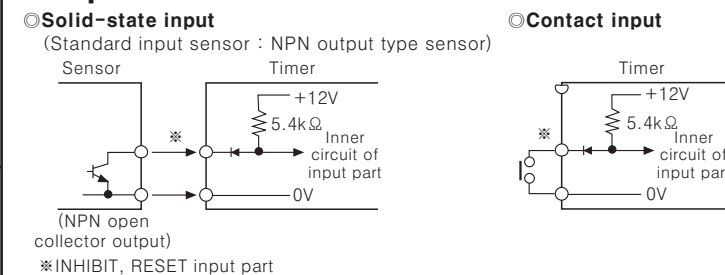 ◎Solid-state input
(Standard input sensor : NPN output type sensor)
Sensor
Timer
※
+12V
5.4kΩ
Inner
circuit of
input part
0V
(NPN open
collector output)
※INHIBIT, RESET input part
◎Contact input
Timer
※
+12V
5.4kΩ
Inner
circuit of
input part
0V